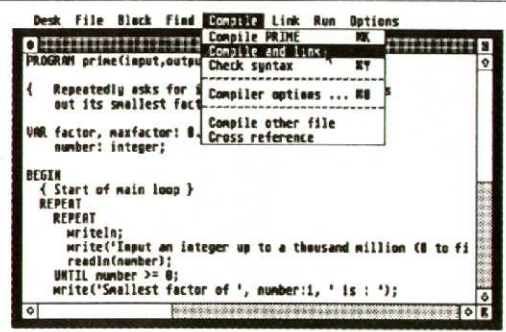 Desk File Block Find Compile Link Run Options
Compile PRIME ⌘K
Compile and link
Check syntax ⌘Y
Compiler options ... ⌘O
Compile other file
Cross reference
PROGRAM prime(input,outpu
{ Repeatedly asks for i s
out its smallest fact
VAR factor, maxfactor: 0.
number: integer;
BEGIN
{ Start of main loop }
REPEAT
REPEAT
writeln;
write('Input an integer up to a thousand million (0 to fi
readln(number);
UNTIL number >= 0;
write('Smallest factor of ', number:1, ' is : ');